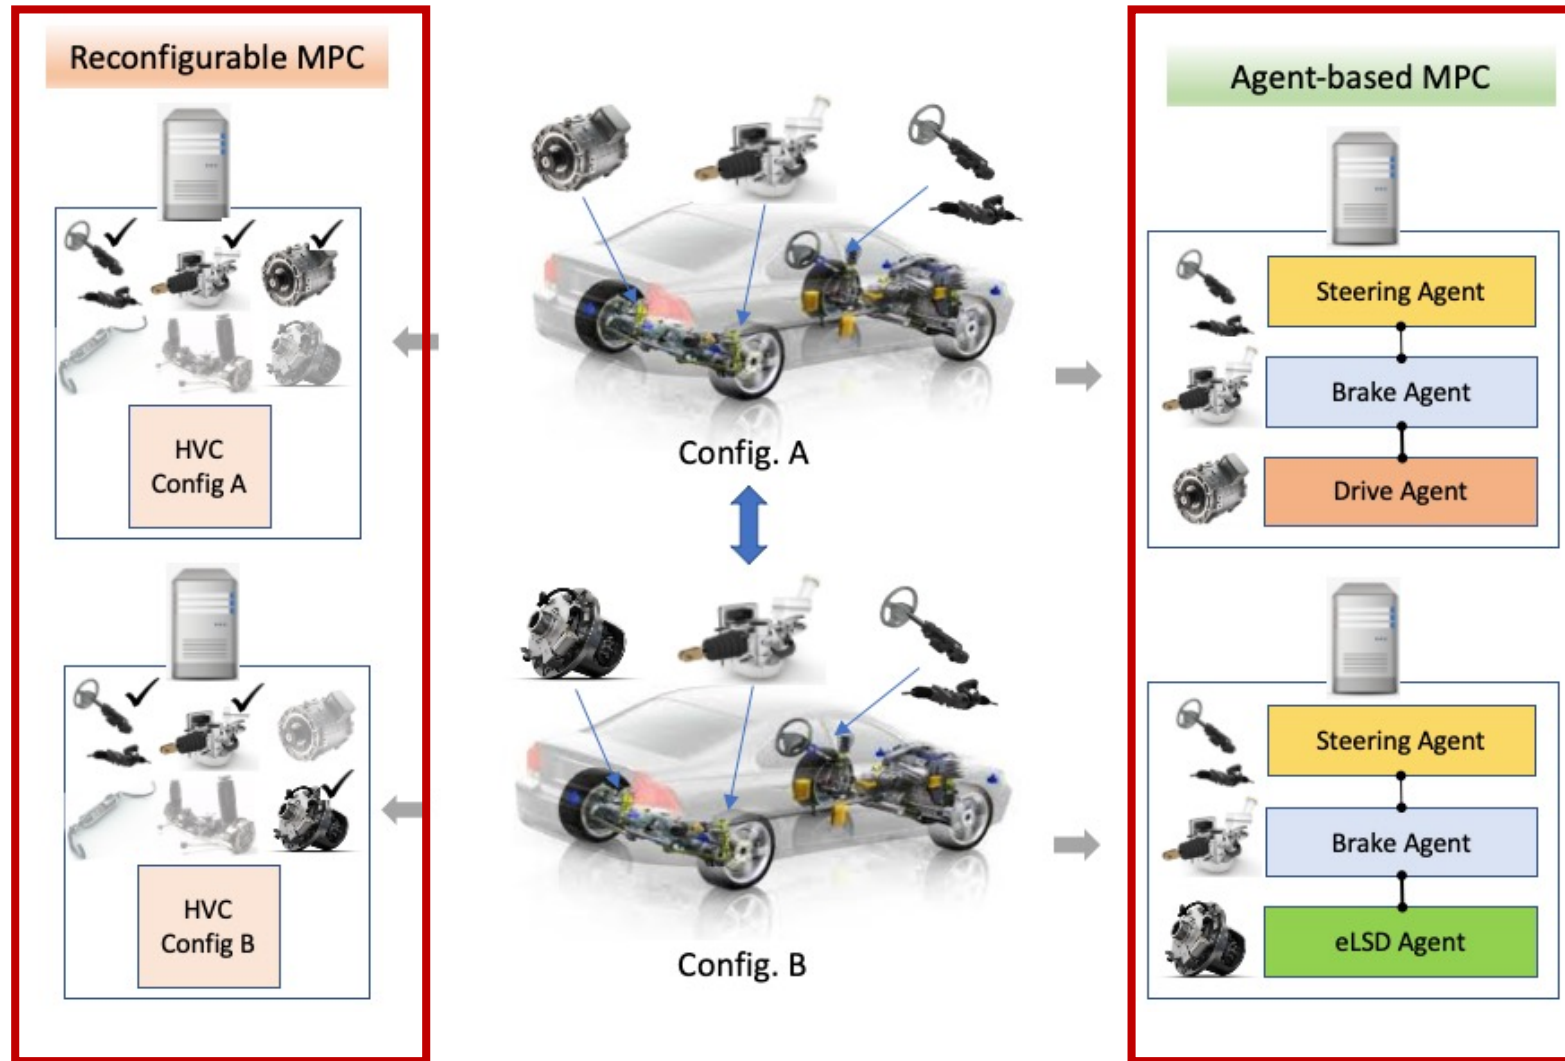 Reconfigurable MPC
HVC
Config A
HVC
Config B
Config. A
Config. B
Agent-based MPC
Steering Agent
Brake Agent
Drive Agent
Steering Agent
Brake Agent
eLSD Agent